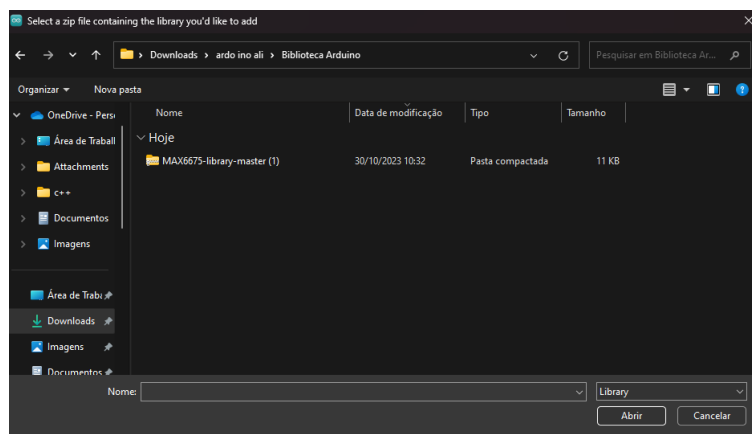 Select a zip file containing the library you'd like to add
Downloads › ardo ino ali › Biblioteca Arduino
Pesquisar em Biblioteca Ar...
Organizar
Nova pasta
OneDrive - Pers
Área de Traball
Attachments
c++
Documentos
Imagens
Área de Traba
Downloads
Imagens
Documentos
Nome
Data de modificação
Tipo
Tamanho
Hoje
MAX6675-library-master (1)
30/10/2023 10:32
Pasta compactada
11 KB
Nome:
Library
Abrir
Cancelar